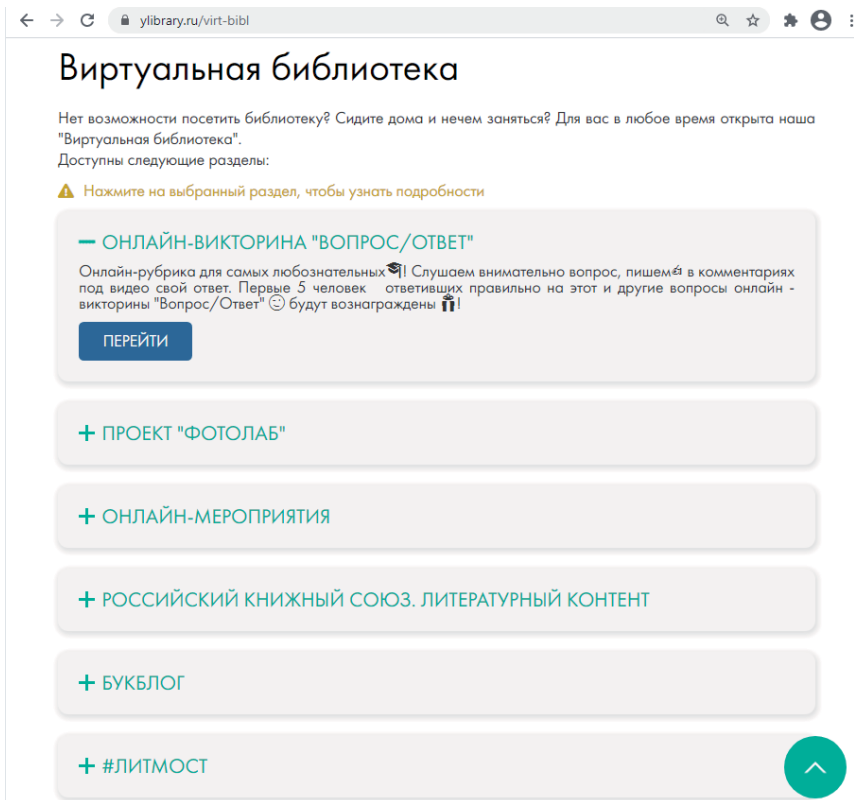 ylibrary.ru/virt-bibl
Виртуальная библиотека
Нет возможности посетить библиотеку? Сидите дома и нечем заняться? Для вас в любое время открыта наша
"Виртуальная библиотека".
Доступны следующие разделы:
Нажмите на выбранный раздел, чтобы узнать подробности
ОНЛАЙН-ВИКТОРИНА "ВОПРОС/ОТВЕТ"
Онлайн-рубрика для самых любознательных! Слушаем внимательно вопрос, пишем в комментариях
под видео свой ответ. Первые 5 человек ответивших правильно на этот и другие вопросы онлайн -
викторины "Вопрос/Ответ" будут вознаграждены !
ПЕРЕЙТИ
ПРОЕКТ "ФОТОЛАБ"
ОНЛАЙН-МЕРОПРИЯТИЯ
РОССИЙСКИЙ КНИЖНЫЙ СОЮЗ. ЛИТЕРАТУРНЫЙ КОНТЕНТ
БУКБЛОГ
#ЛИТМОСТ